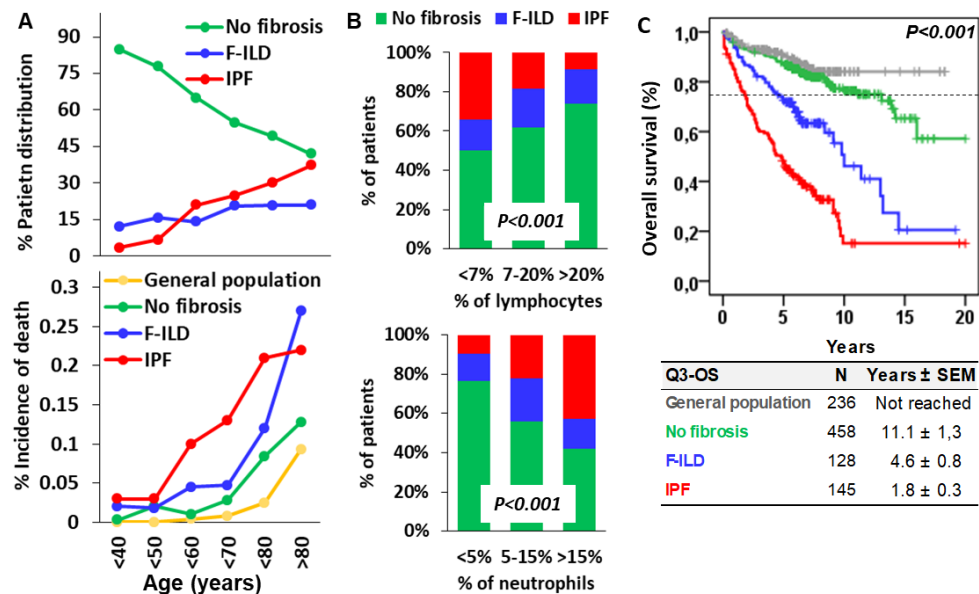 A
No fibrosis
F-ILD
IPF
% Patietn distribution
90
75
60
45
30
15
0
General population
No fibrosis
F-ILD
IPF
% Incidence of death
0.3
0.25
0.2
0.15
0.1
0.05
0
<40 <50 <60 <70 <80 >80
Age (years)
B
No fibrosis F-ILD IPF
% of patients
100%
80%
60%
40%
20%
0%
P<0.001
<7% 7-20% >20%
% of lymphocytes
% of patients
100%
80%
60%
40%
20%
0%
P<0.001
<5% 5-15% >15%
% of neutrophils
C
P<0.001
Overall survival (%)
1,0
0,8
0,6
0,4
0,2
0,0
0 5 10 15 20
Years
Q3-OS N Years ± SEM
General population 236 Not reached
No fibrosis 458 11.1 ± 1,3
F-ILD 128 4.6 ± 0.8
IPF 145 1.8 ± 0.3